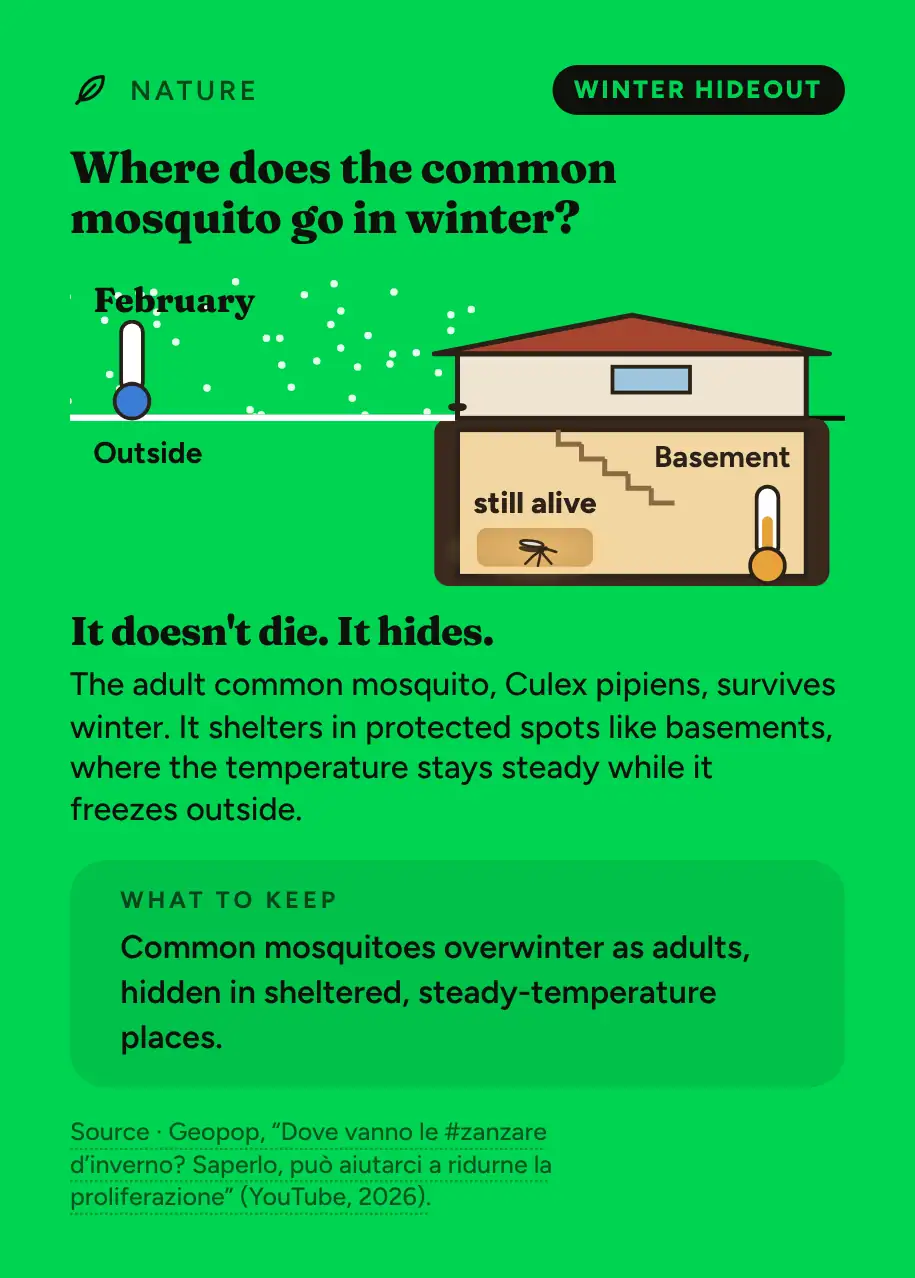 NATURE
WINTER HIDEOUT
Where does the common
mosquito go in winter?
February
Outside
Basement
still alive
It doesn't die. It hides.
The adult common mosquito, Culex pipiens, survives
winter. It shelters in protected spots like basements,
where the temperature stays steady while it
freezes outside.
WHAT TO KEEP
Common mosquitoes overwinter as adults,
hidden in sheltered, steady-temperature
places.
Source · Geopop, “Dove vanno le #zanzare
d’inverno? Saperlo, può aiutarci a ridurne la
proliferazione” (YouTube, 2026).